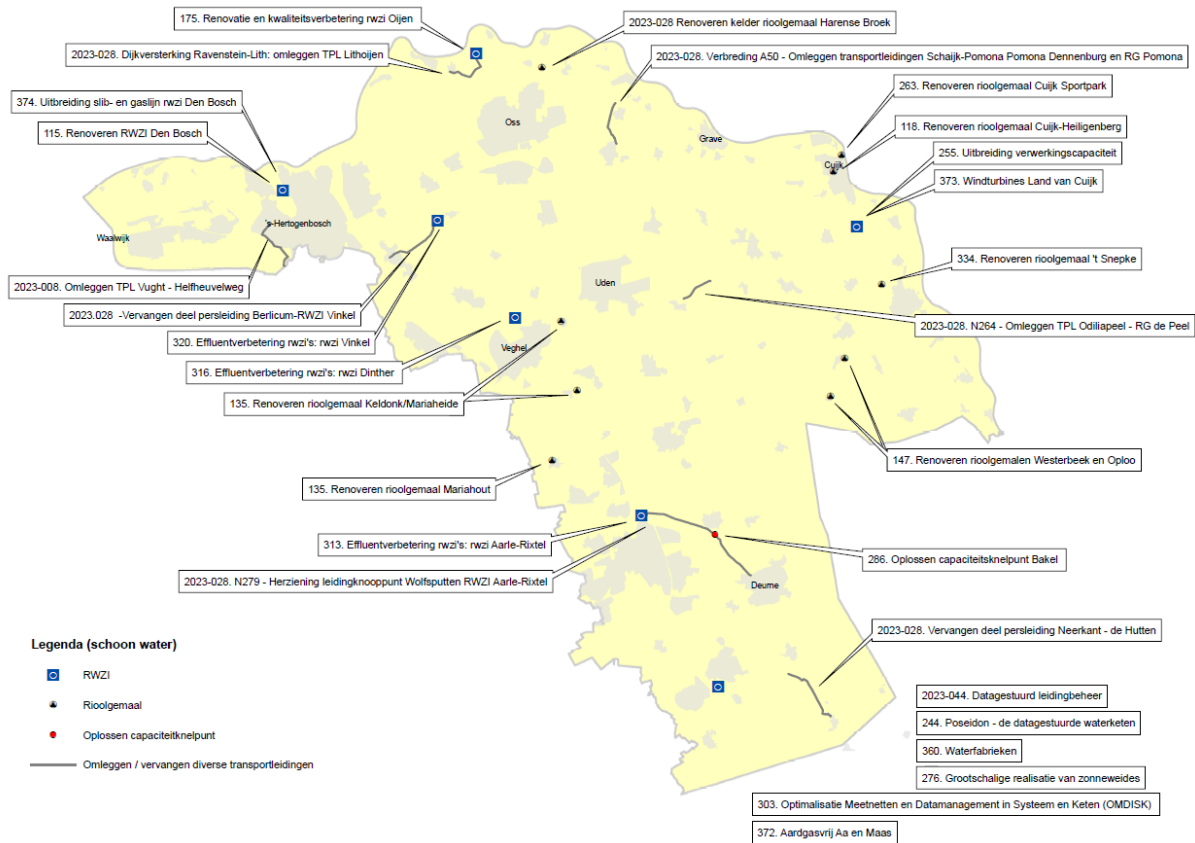 175. Renovatie en kwaliteitsverbetering rwzi Oijen
2023-028 Renoveren kelder rioolgemaal Harense Broek
2023-028. Dijkversterking Ravenstein-Lith: omleggen TPL Lithoijen
2023-028. Verbreding A50 - Omleggen transportleidingen Schaijk-Pomona Pomona Dennenburg en RG Pomona
374. Uitbreiding slib- en gaslijn rwzi Den Bosch
263. Renoveren rioolgemaal Cuijk Sportpark
115. Renoveren RWZI Den Bosch
Oss
Grave
118. Renoveren rioolgemaal Cuijk-Heiligenberg
Cuijk
255. Uitbreiding verwerkingscapaciteit
373. Windturbines Land van Cuijk
's-Hertogenbosch
Waalwijk
334. Renoveren rioolgemaal 't Snepke
2023-008. Omleggen TPL Vught - Helfheuvelweg
Uden
2023.028 -Vervangen deel persleiding Berlicum-RWZI Vinkel
2023-028. N264 - Omleggen TPL Odiliapeel - RG de Peel
320. Effluentverbetering rwzi's: rwzi Vinkel
Veghel
316. Effluentverbetering rwzi's: rwzi Dinther
135. Renoveren rioolgemaal Keldonk/Mariaheide
147. Renoveren rioolgemalen Westerbeek en Oploo
135. Renoveren rioolgemaal Mariahout
313. Effluentverbetering rwzi's: rwzi Aarle-Rixtel
286. Oplossen capaciteitsknelpunt Bakel
2023-028. N279 - Herziening leidingknooppunt Wolfsputten RWZI Aarle-Rixtel
Deurne
2023-028. Vervangen deel persleiding Neerkant - de Hutten
Legenda (schoon water)
RWZI
Rioolgemaal
Oplossen capaciteitknelpunt
Omleggen / vervangen diverse transportleidingen
2023-044. Datagestuurd leidingbeheer
244. Poseidon - de datagestuurde waterketen
360. Waterfabrieken
276. Grootschalige realisatie van zonneweides
303. Optimalisatie Meetnetten en Datamanagement in Systeem en Keten (OMDISK)
372. Aardgasvrij Aa en Maas